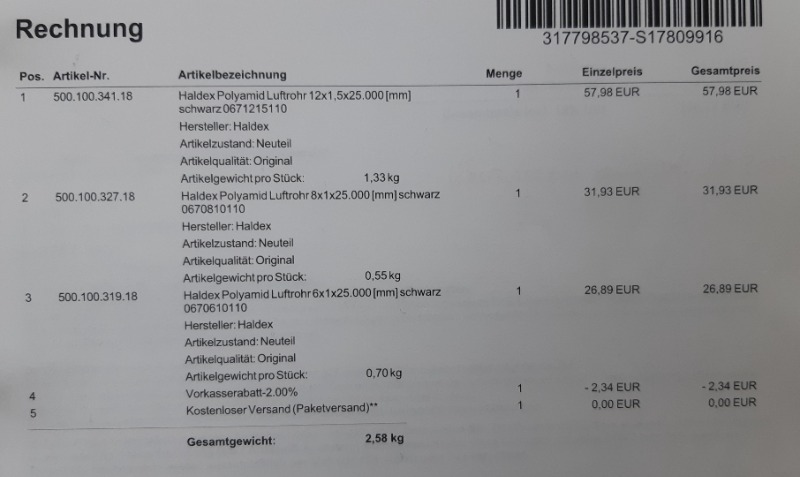 Rechnung
317798537-S17809916
Pos. Artikel-Nr. Artikelbezeichnung Menge Einzelpreis Gesamtpreis
1 500.100.341.18 Haldex Polyamid Luftrohr 12x1,5x25.000 [mm] 1 57,98 EUR 57,98 EUR
schwarz 0671215110
Hersteller: Haldex
Artikelzustand: Neuteil
Artikelqualität: Original
Artikelgewicht pro Stück: 1,33 kg
2 500.100.327.18 Haldex Polyamid Luftrohr 8x1x25.000 [mm] schwarz 1 31,93 EUR 31,93 EUR
0670810110
Hersteller: Haldex
Artikelzustand: Neuteil
Artikelqualität: Original
Artikelgewicht pro Stück: 0,55 kg
3 500.100.319.18 Haldex Polyamid Luftrohr 6x1x25.000 [mm] schwarz 1 26,89 EUR 26,89 EUR
0670610110
Hersteller: Haldex
Artikelzustand: Neuteil
Artikelqualität: Original
Artikelgewicht pro Stück: 0,70 kg
4 Vorkasserabatt-2.00% 1 - 2,34 EUR - 2,34 EUR
5 Kostenloser Versand (Paketversand)** 1 0,00 EUR 0,00 EUR
Gesamtgewicht: 2,58 kg